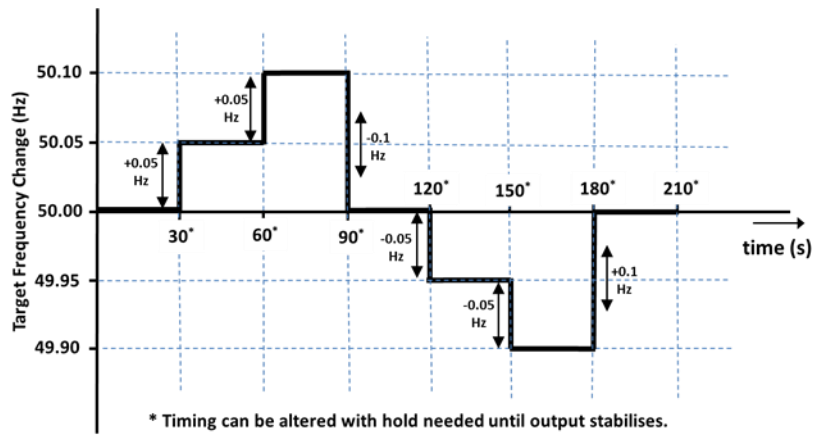 Target Frequency Change (Hz)
50.10
50.05
50.00
49.95
49.90
+0.05
Hz
+0.05
Hz
-0.1
Hz
-0.05
Hz
-0.05
Hz
+0.1
Hz
30*
60*
90*
120*
150*
180*
210*
time (s)
* Timing can be altered with hold needed until output stabilises.